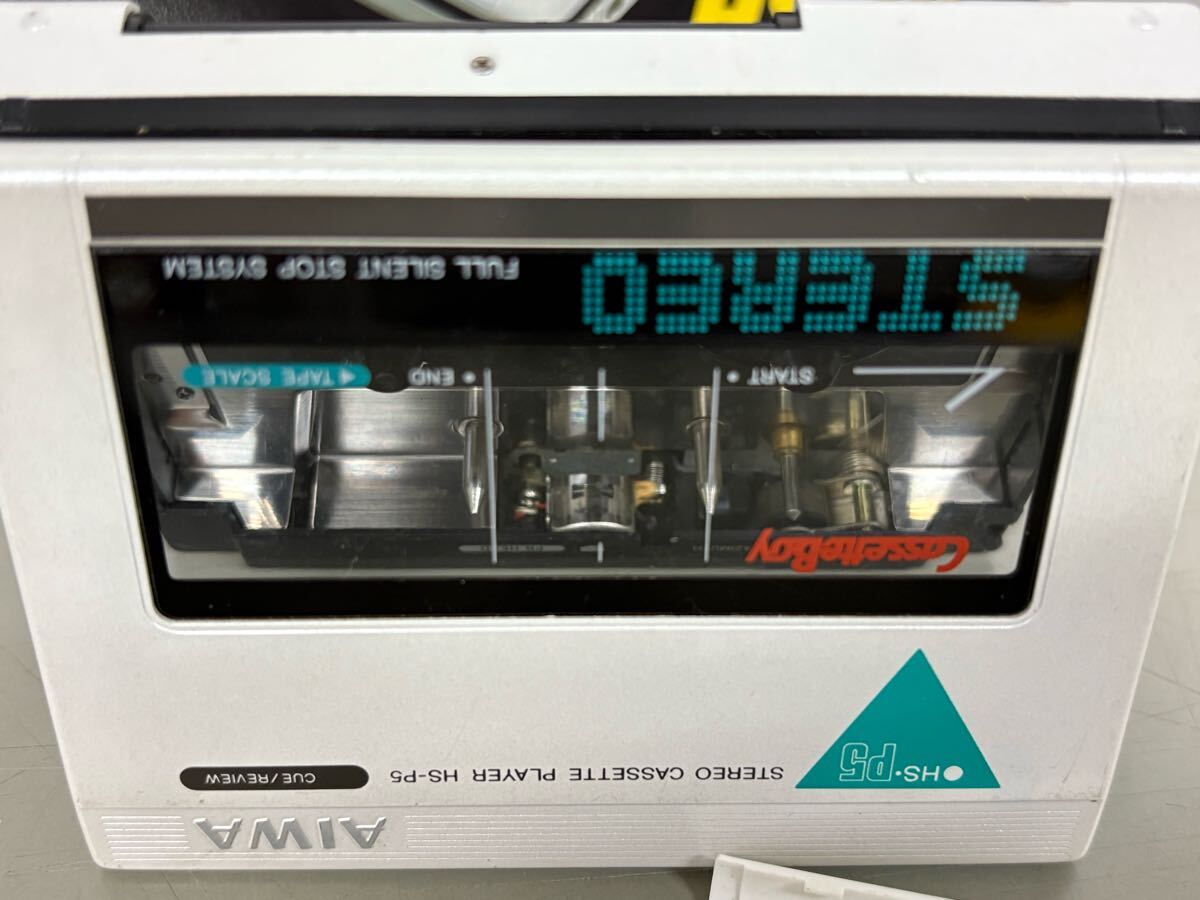 AIWA
STEREO CASSETTE PLAYER HS-P5
CUE/REVIEW
HS•P5
CassetteBoy
START •
• END
TAPE SCALE
STEREO
FULL SILENT STOP SYSTEM